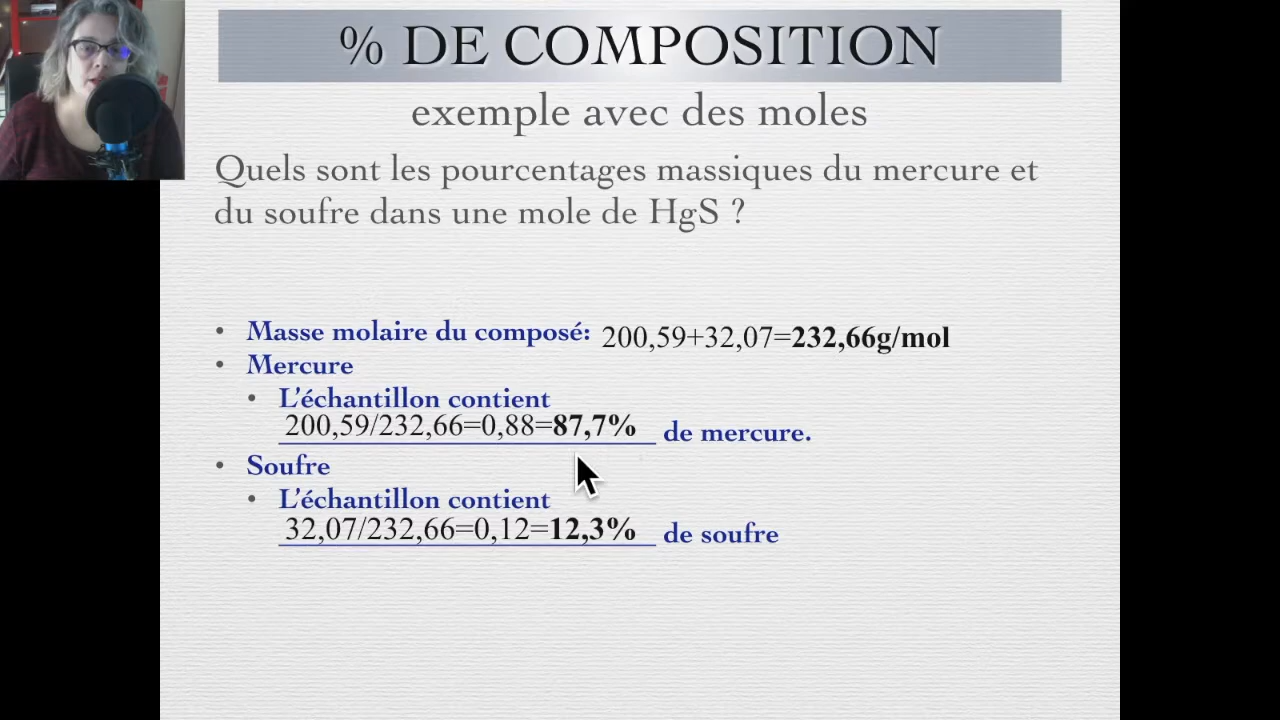 % DE COMPOSITION
exemple avec des moles
Quels sont les pourcentages massiques du mercure et
du soufre dans une mole de HgS ?
• Masse molaire du composé: 200,59+32,07=232,66g/mol
• Mercure
• L’échantillon contient
200,59/232,66=0,88=87,7% de mercure.
• Soufre
• L’échantillon contient
32,07/232,66=0,12=12,3% de soufre